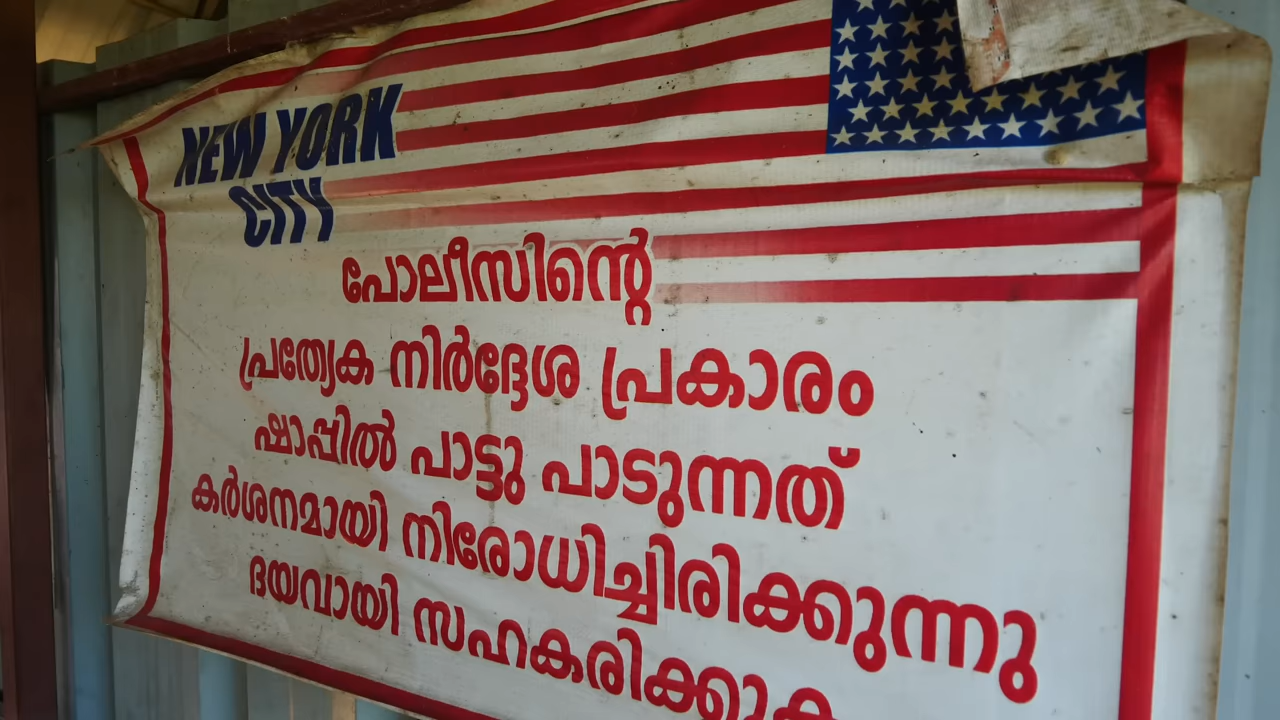 NEW YORK
CITY
പോലീസിന്റെ
പ്രത്യേക നിർദ്ദേശ പ്രകാരം
ഷാപ്പിൽ പാട്ടു പാടുന്നത്
കർശനമായി നിരോധിച്ചിരിക്കുന്നു
ദയവായി സഹകരിക്കുക